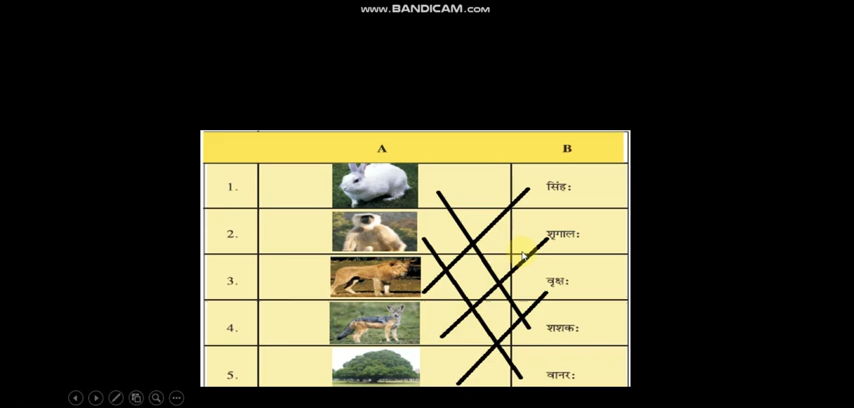 www.BANDICAM.com
A B
1. सिंह:
2. शृगाल:
3. वृक्ष:
4. शशक:
5. वानर: